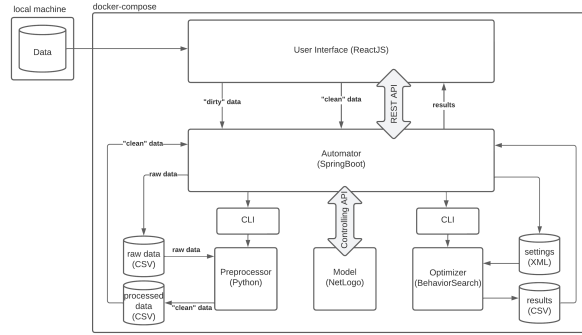 local machine
docker-compose
Data
User Interface (ReactJS)
"dirty" data
"clean" data
REST API
results
"clean" data
Automator
(SpringBoot)
raw data
CLI
Controlling API
CLI
raw data
(CSV)
raw data
Preprocessor
(Python)
Model
(NetLogo)
Optimizer
(BehaviorSearch)
settings
(XML)
processed
data
(CSV)
"clean" data
results
(CSV)